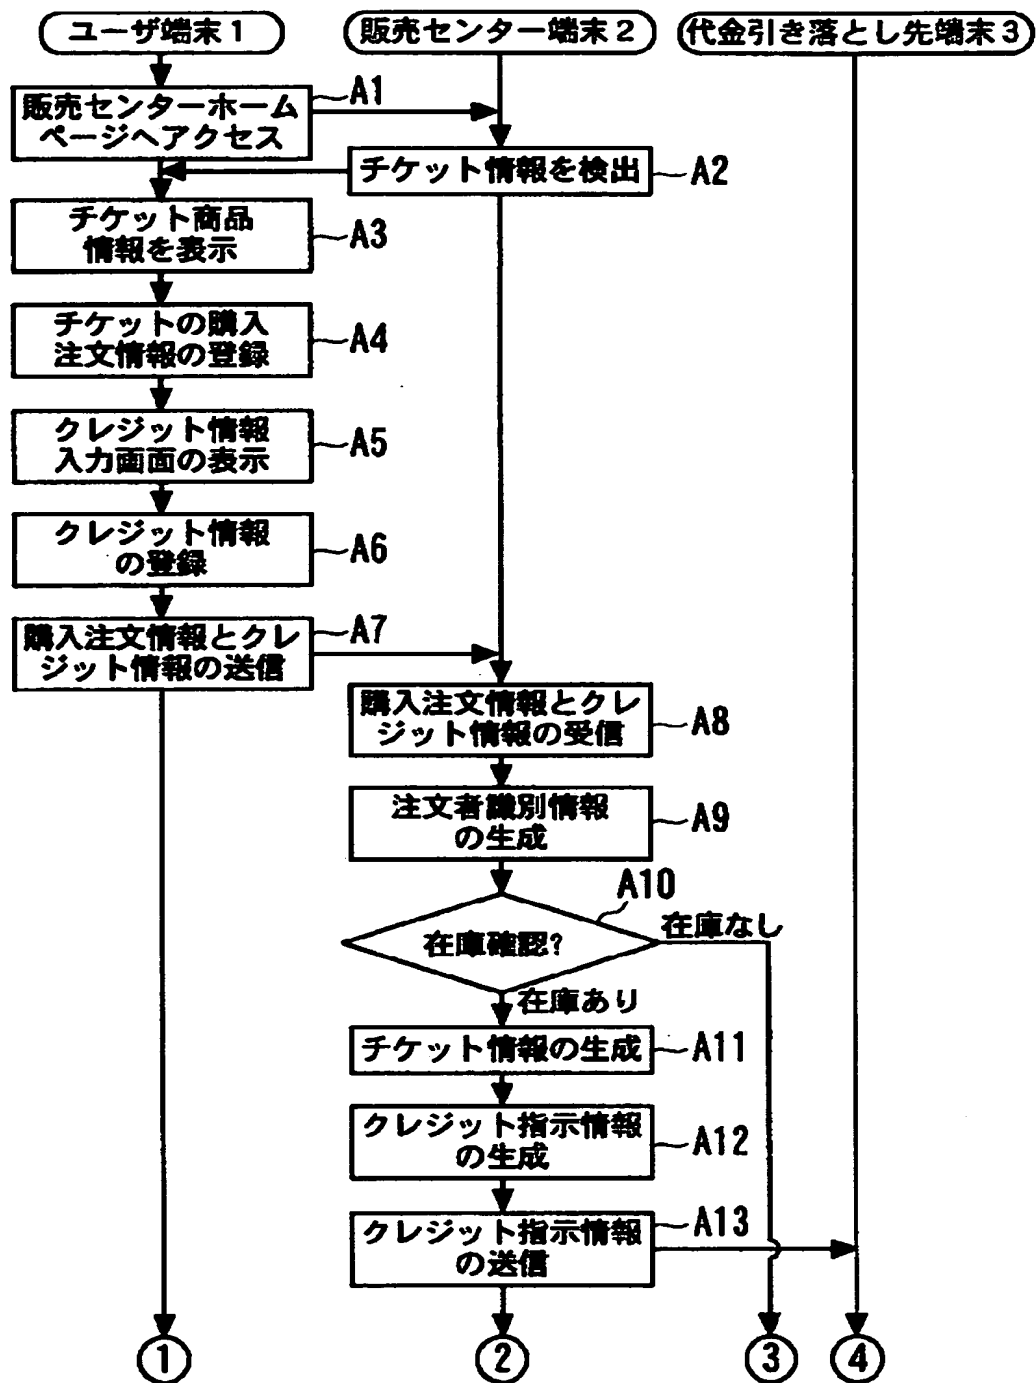 ユーザ端末1
販売センター端末2
代金引き落とし先端末3
販売センターホーム
ページへアクセス
A1
チケット情報を検出
A2
チケット商品
情報を表示
A3
チケットの購入
注文情報の登録
A4
クレジット情報
入力画面の表示
A5
クレジット情報
の登録
A6
購入注文情報とクレ
ジット情報の送信
A7
購入注文情報とクレ
ジット情報の受信
A8
注文者識別情報
の生成
A9
在庫確認?
A10
在庫なし
在庫あり
チケット情報の生成
A11
クレジット指示情報
の生成
A12
クレジット指示情報
の送信
A13
① ② ③ ④